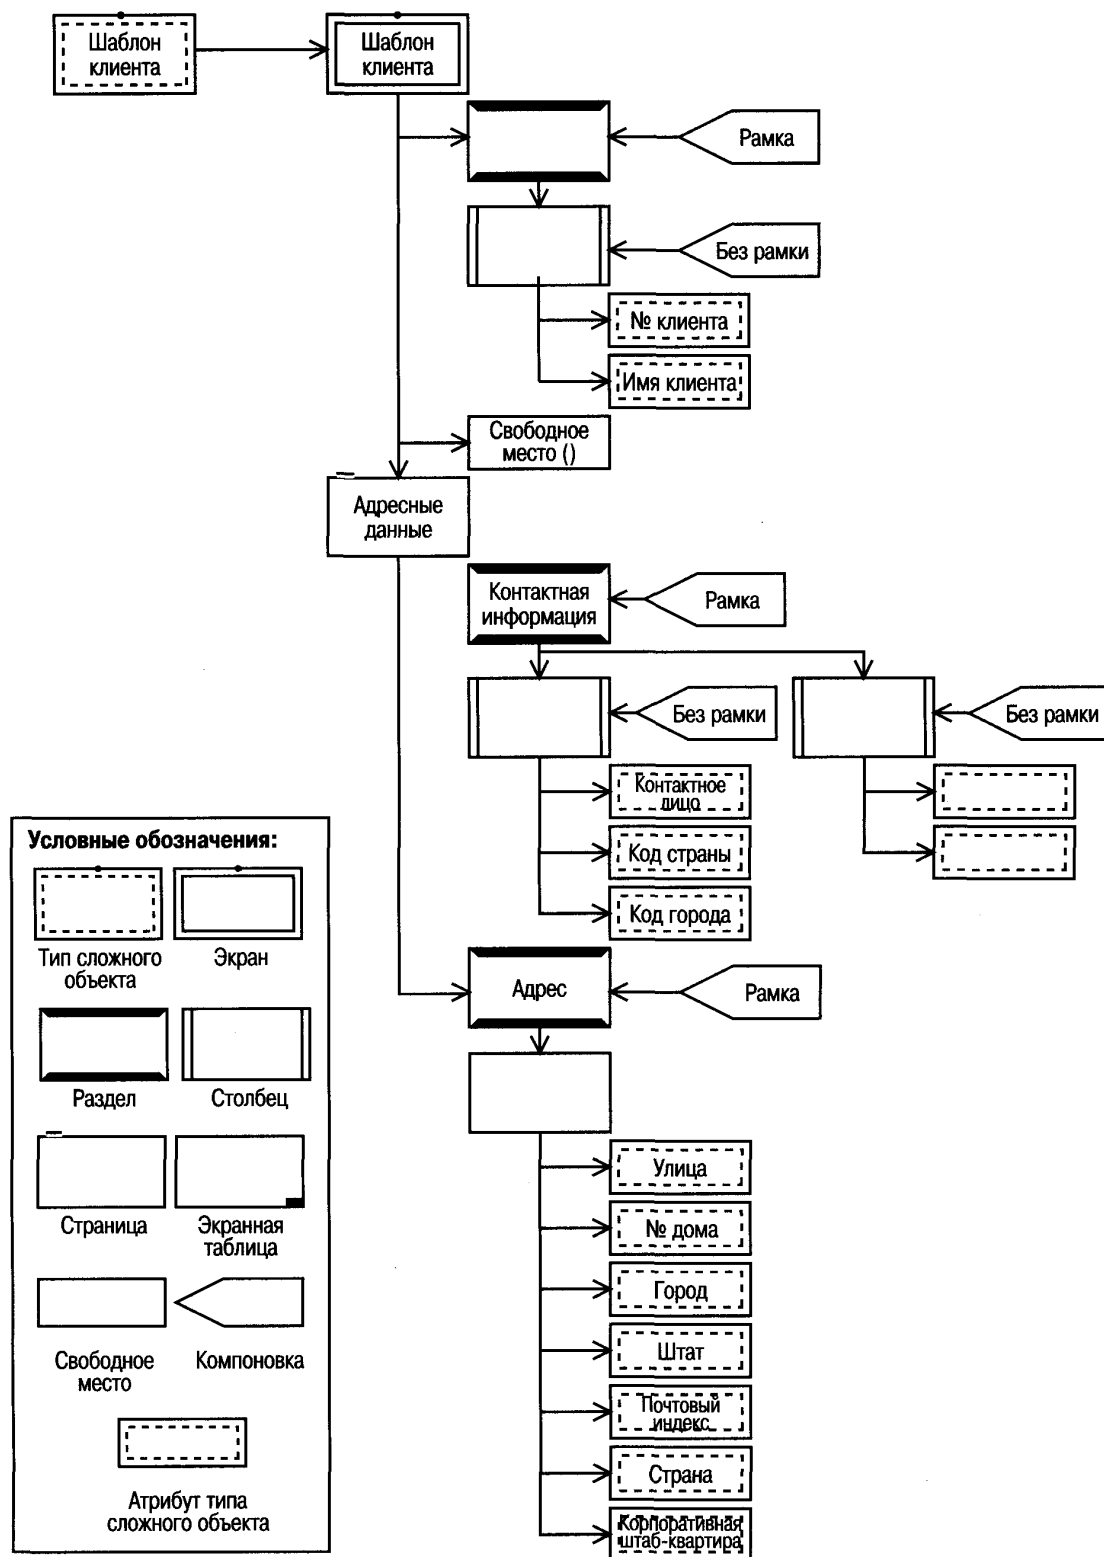 Шаблон
клиента
Шаблон
клиента
Рамка
Без рамки
№ клиента
Имя клиента
Свободное
место ()
Адресные
данные
Контактная
информация
Рамка
Без рамки
Без рамки
Контактное
лицо
Код страны
Код города
Адрес
Рамка
Улица
№ дома
Город
Штат
Почтовый
индекс
Страна
Корпоративная
штаб-квартира
Условные обозначения:
Тип сложного
объекта
Экран
Раздел
Столбец
Страница
Экранная
таблица
Свободное
место
Компоновка
Атрибут типа
сложного объекта